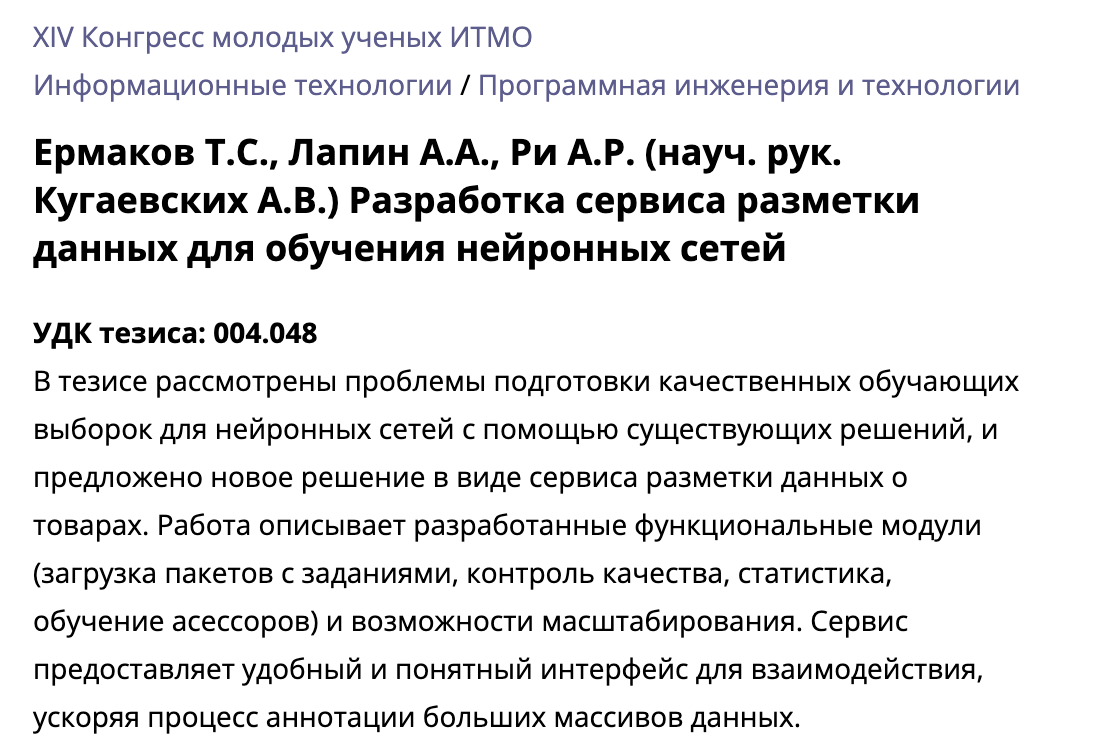 XIV Конгресс молодых ученых ИТМО
Информационные технологии / Программная инженерия и технологии
Ермаков Т.С., Лапин А.А., Ри А.Р. (науч. рук.
Кугаевских А.В.) Разработка сервиса разметки
данных для обучения нейронных сетей
УДК тезиса: 004.048
В тезисе рассмотрены проблемы подготовки качественных обучающих
выборок для нейронных сетей с помощью существующих решений, и
предложено новое решение в виде сервиса разметки данных о
товарах. Работа описывает разработанные функциональные модули
(загрузка пакетов с заданиями, контроль качества, статистика,
обучение асессоров) и возможности масштабирования. Сервис
предоставляет удобный и понятный интерфейс для взаимодействия,
ускоряя процесс аннотации больших массивов данных.